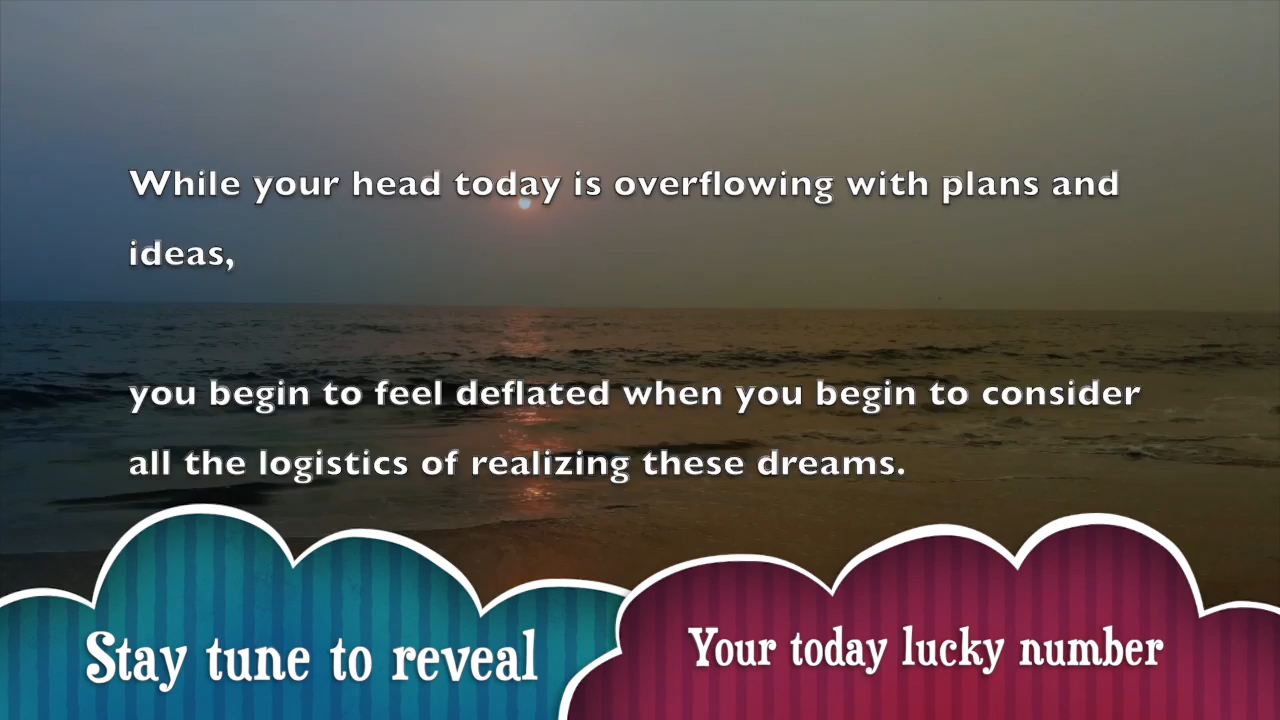 While your head today is overflowing with plans and
ideas,
you begin to feel deflated when you begin to consider
all the logistics of realizing these dreams.
Stay tune to reveal
Your today lucky number